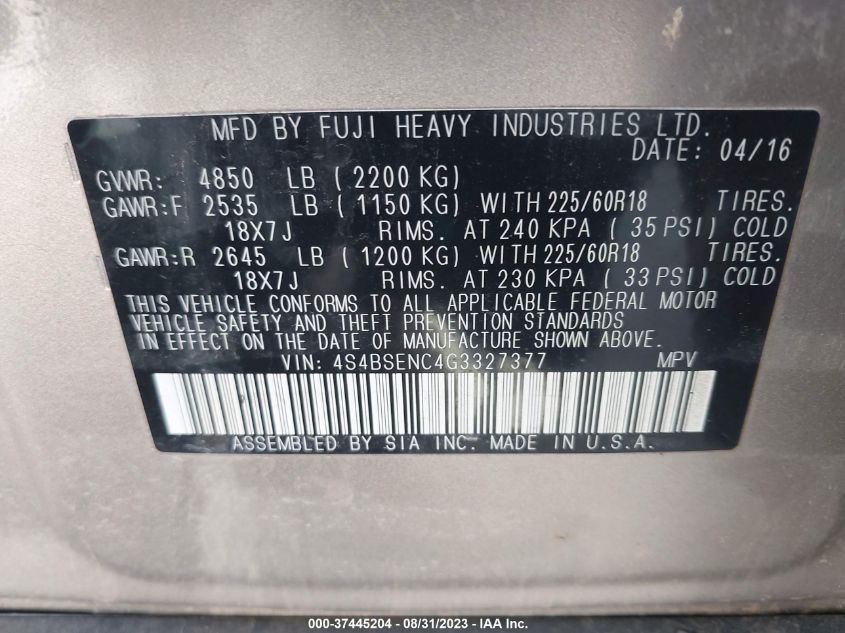 MFD BY FUJI HEAVY INDUSTRIES LTD.
DATE: 04/16
GVWR: 4850 LB ( 2200 KG)
GAWR:F 2535 LB ( 1150 KG) WITH 225/60R18 TIRES.
18X7J RIMS. AT 240 KPA ( 35 PSI) COLD
GAWR:R 2645 LB ( 1200 KG) WITH 225/60R18 TIRES.
18X7J RIMS. AT 230 KPA ( 33 PSI) COLD
THIS VEHICLE CONFORMS TO ALL APPLICABLE FEDERAL MOTOR
VEHICLE SAFETY AND THEFT PREVENTION STANDARDS
IN EFFECT ON THE DATE OF MANUFACTURE SHOWN ABOVE.
VIN: 4S4BSENC4G3327377 MPV
ASSEMBLED BY SIA INC. MADE IN U.S.A.
000-37445204 - 08/31/2023 - IAA Inc.